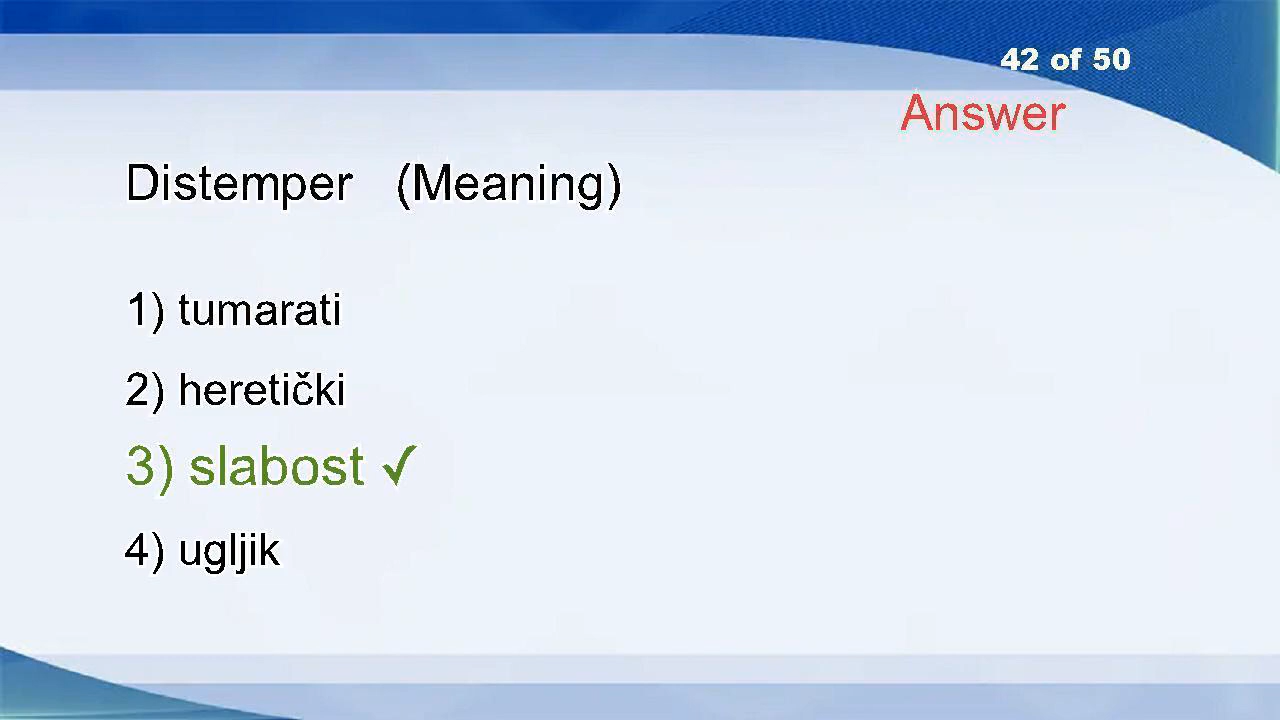 42 of 50
Answer
Distemper (Meaning)
1) tumarati
2) heretički
3) slabost ✓
4) ugljik